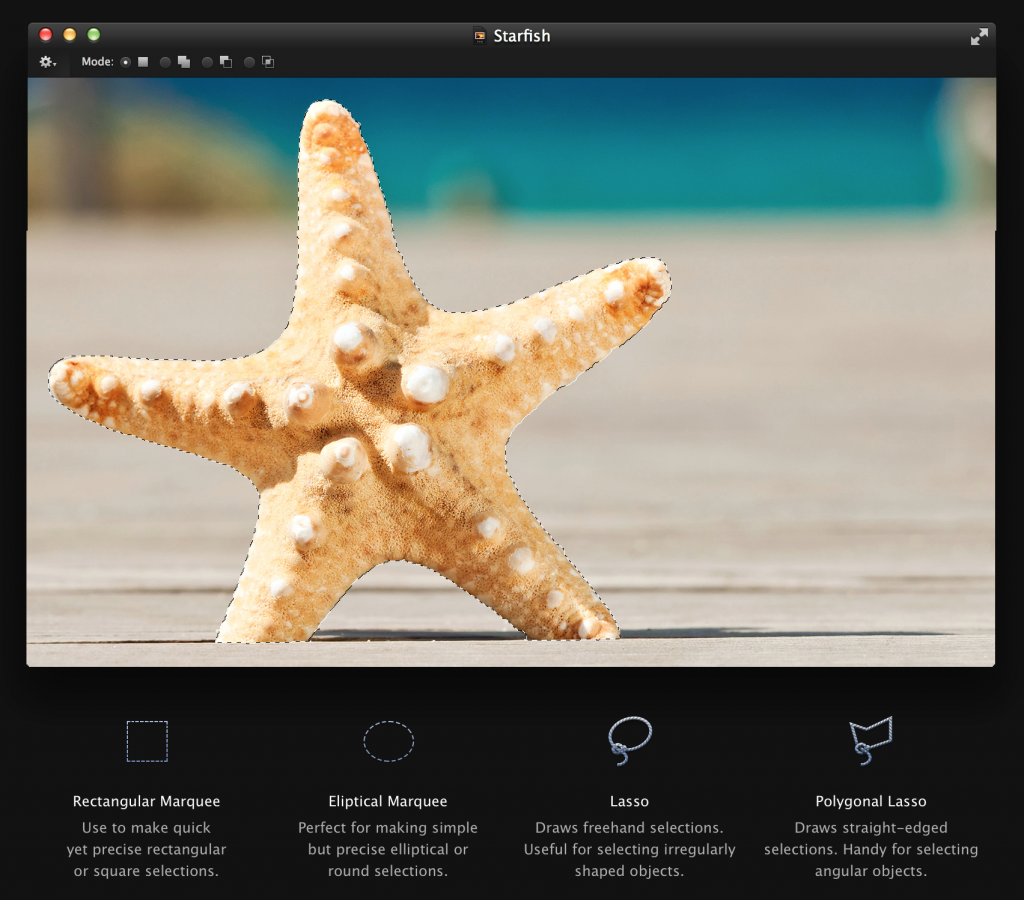 Starfish
Mode:
Rectangular Marquee
Use to make quick
yet precise rectangular
or square selections.
Eliptical Marquee
Perfect for making simple
but precise elliptical or
round selections.
Lasso
Draws freehand selections.
Useful for selecting irregularly
shaped objects.
Polygonal Lasso
Draws straight-edged
selections. Handy for selecting
angular objects.